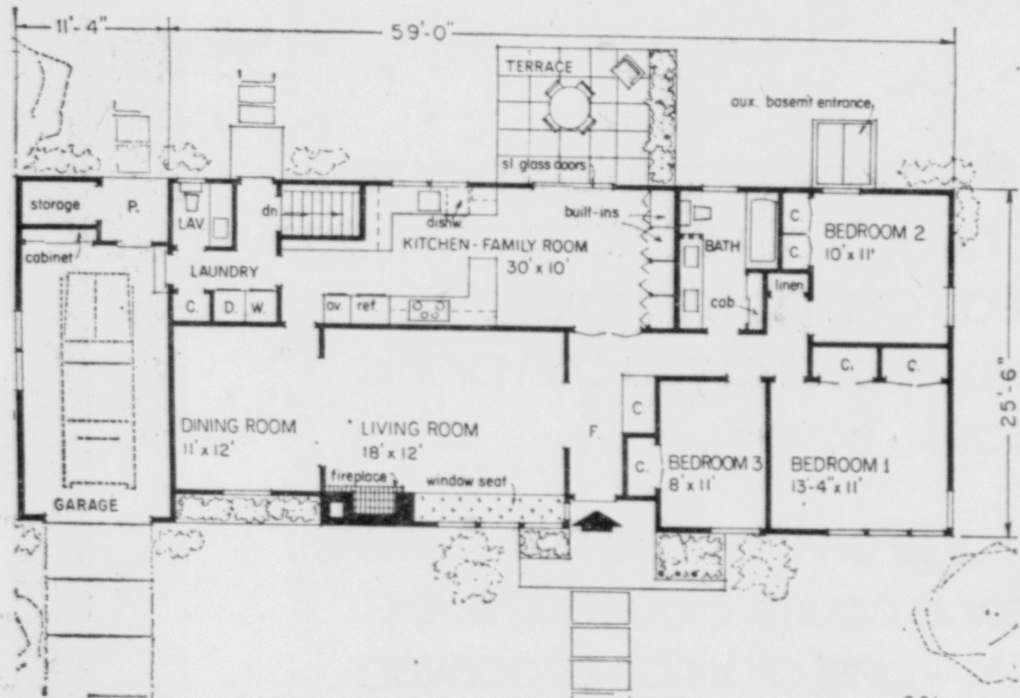 11'-4"
59'-0"
TERRACE
aux. basem't entrance
sl. glass doors
storage
P.
LAV.
dn
dishw.
built-ins
BATH
C.
C.
BEDROOM 2
10' x 11'
cabinet
LAUNDRY
KITCHEN-FAMILY ROOM
30' x 10'
linen
cab.
C.
D.
W.
ov.
ref.
C.
C.
25'-6"
DINING ROOM
11' x 12'
LIVING ROOM
18' x 12'
F.
C.
C.
BEDROOM 3
8' x 11'
BEDROOM 1
13'-4" x 11'
fireplace
window seat
GARAGE